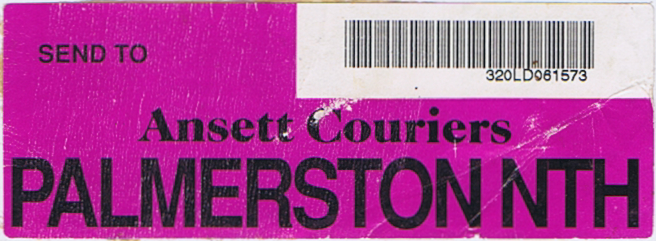 SEND TO
320LD061573
Ansett Couriers
PALMERSTON NTH